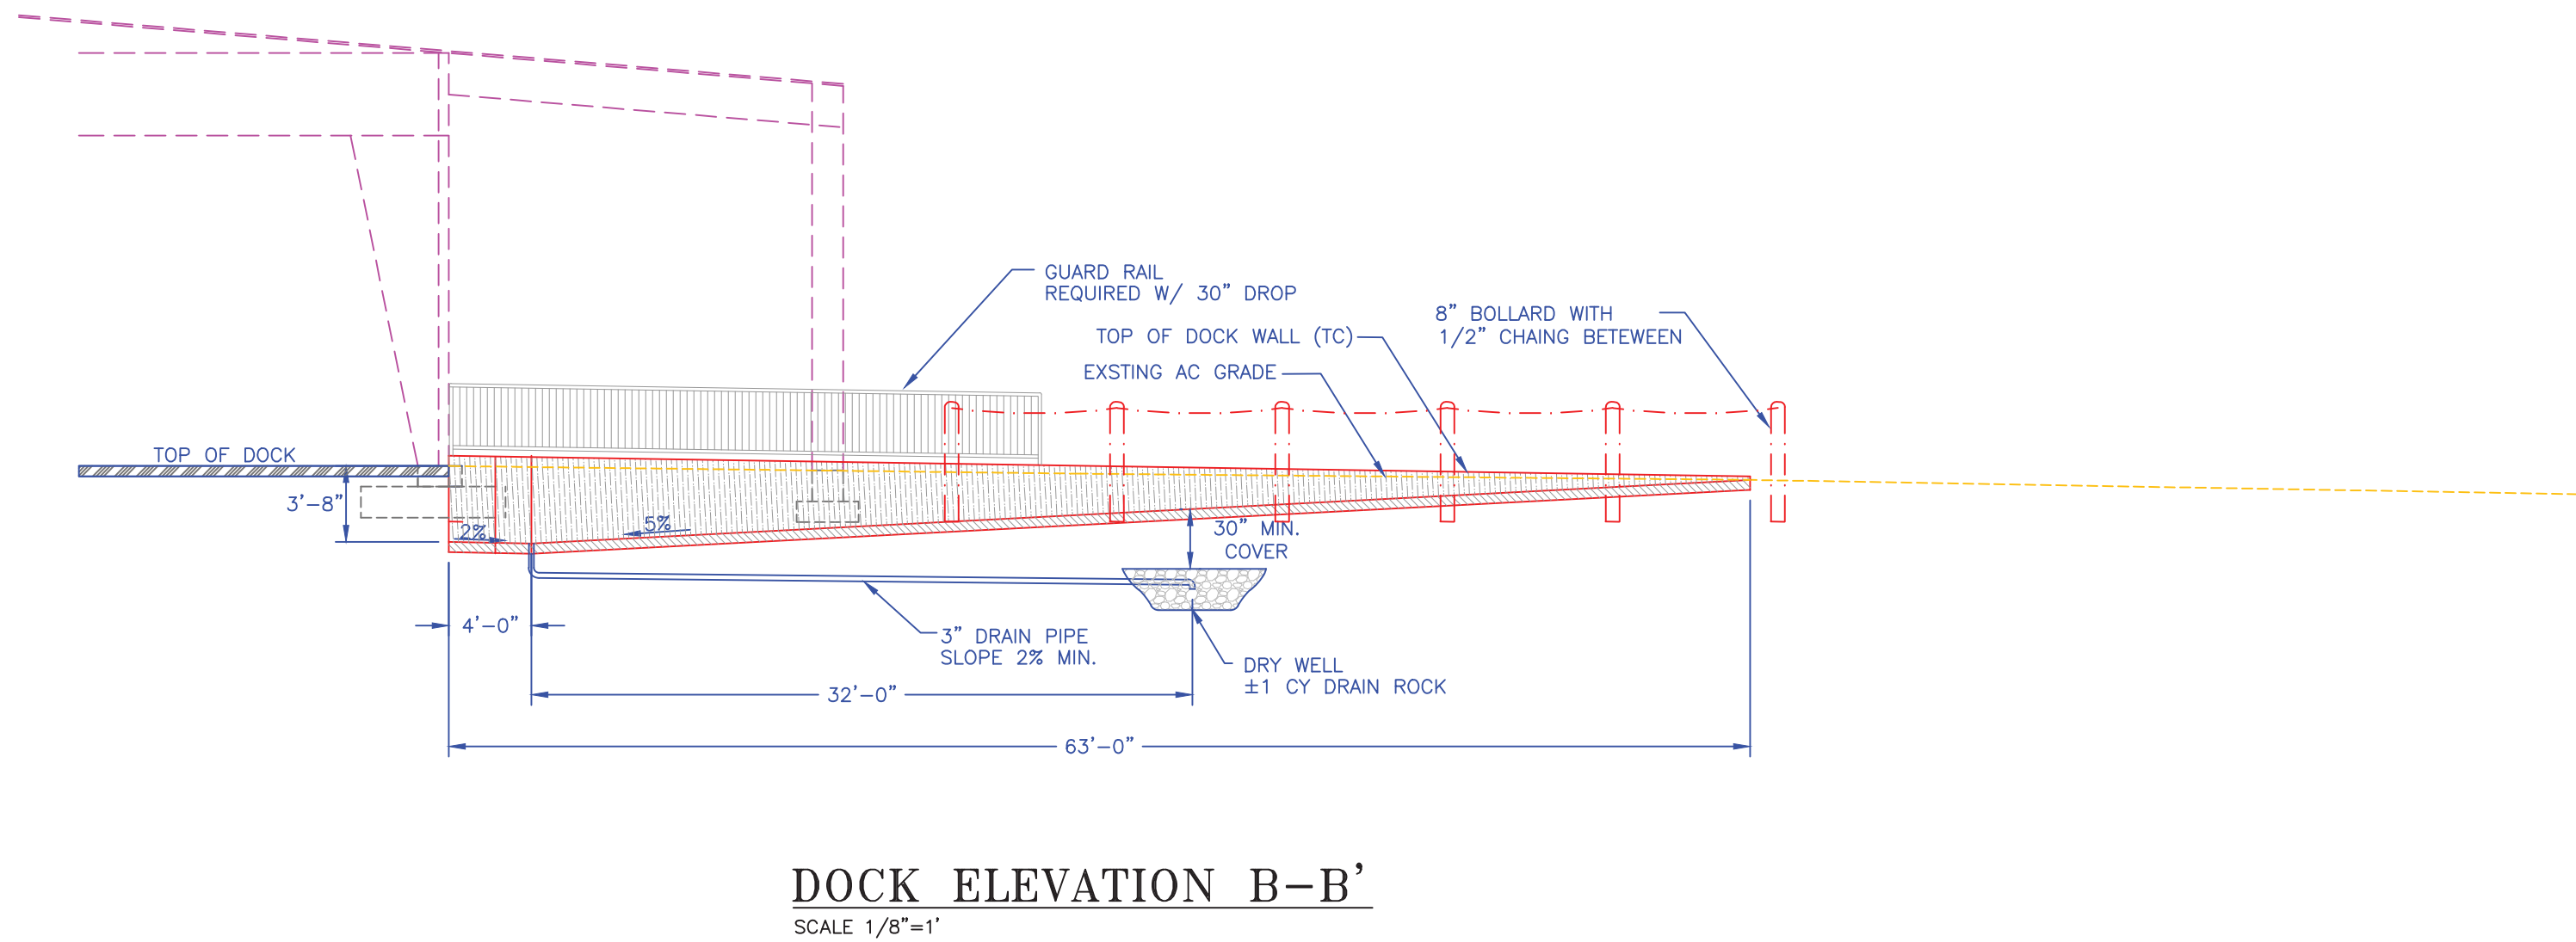 GUARD RAIL
REQUIRED W/ 30” DROP
8” BOLLARD WITH
1/2” CHAING BETEWEEN
TOP OF DOCK WALL (TC)
EXSTING AC GRADE
TOP OF DOCK
3’-8”
2%
5%
30” MIN.
COVER
4’-0”
3” DRAIN PIPE
SLOPE 2% MIN.
DRY WELL
±1 CY DRAIN ROCK
32’-0”
63’-0”
DOCK ELEVATION B-B’
SCALE 1/8”=1’